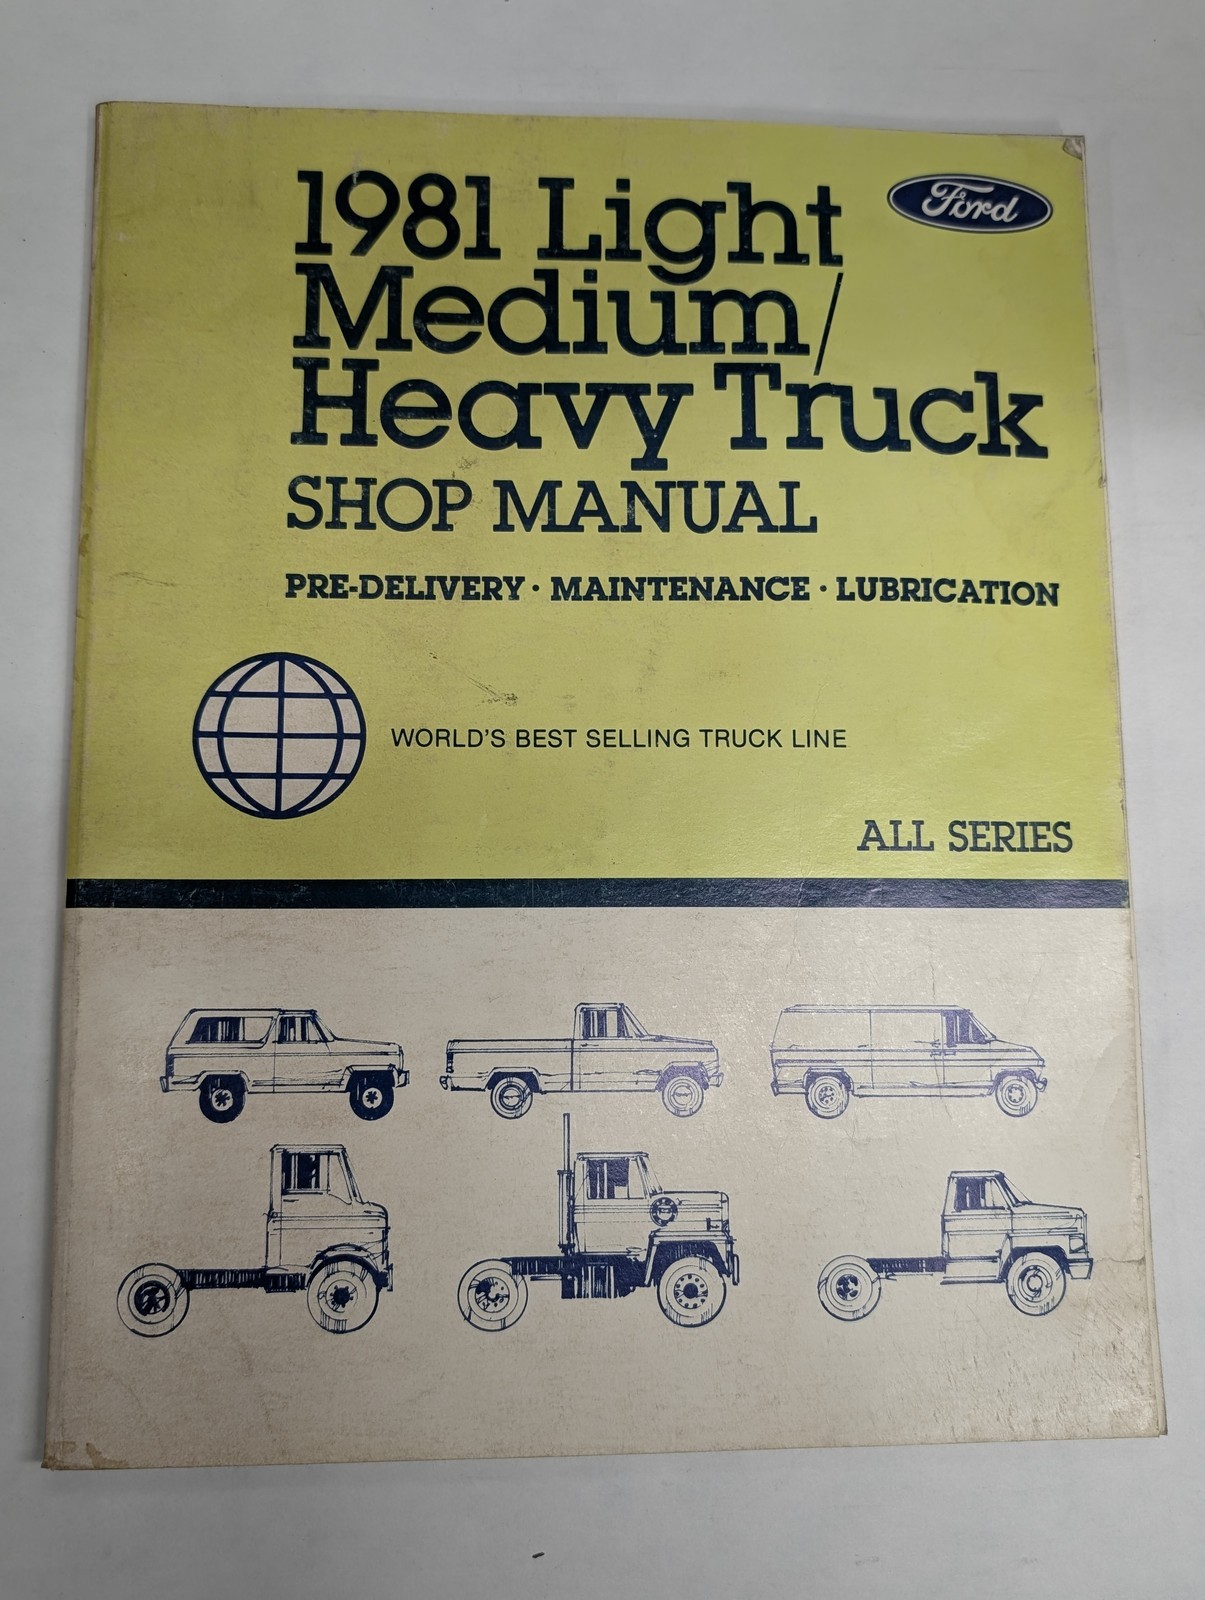 Ford
1981 Light
Medium/
Heavy Truck
SHOP MANUAL
PRE-DELIVERY · MAINTENANCE · LUBRICATION
WORLD'S BEST SELLING TRUCK LINE
ALL SERIES